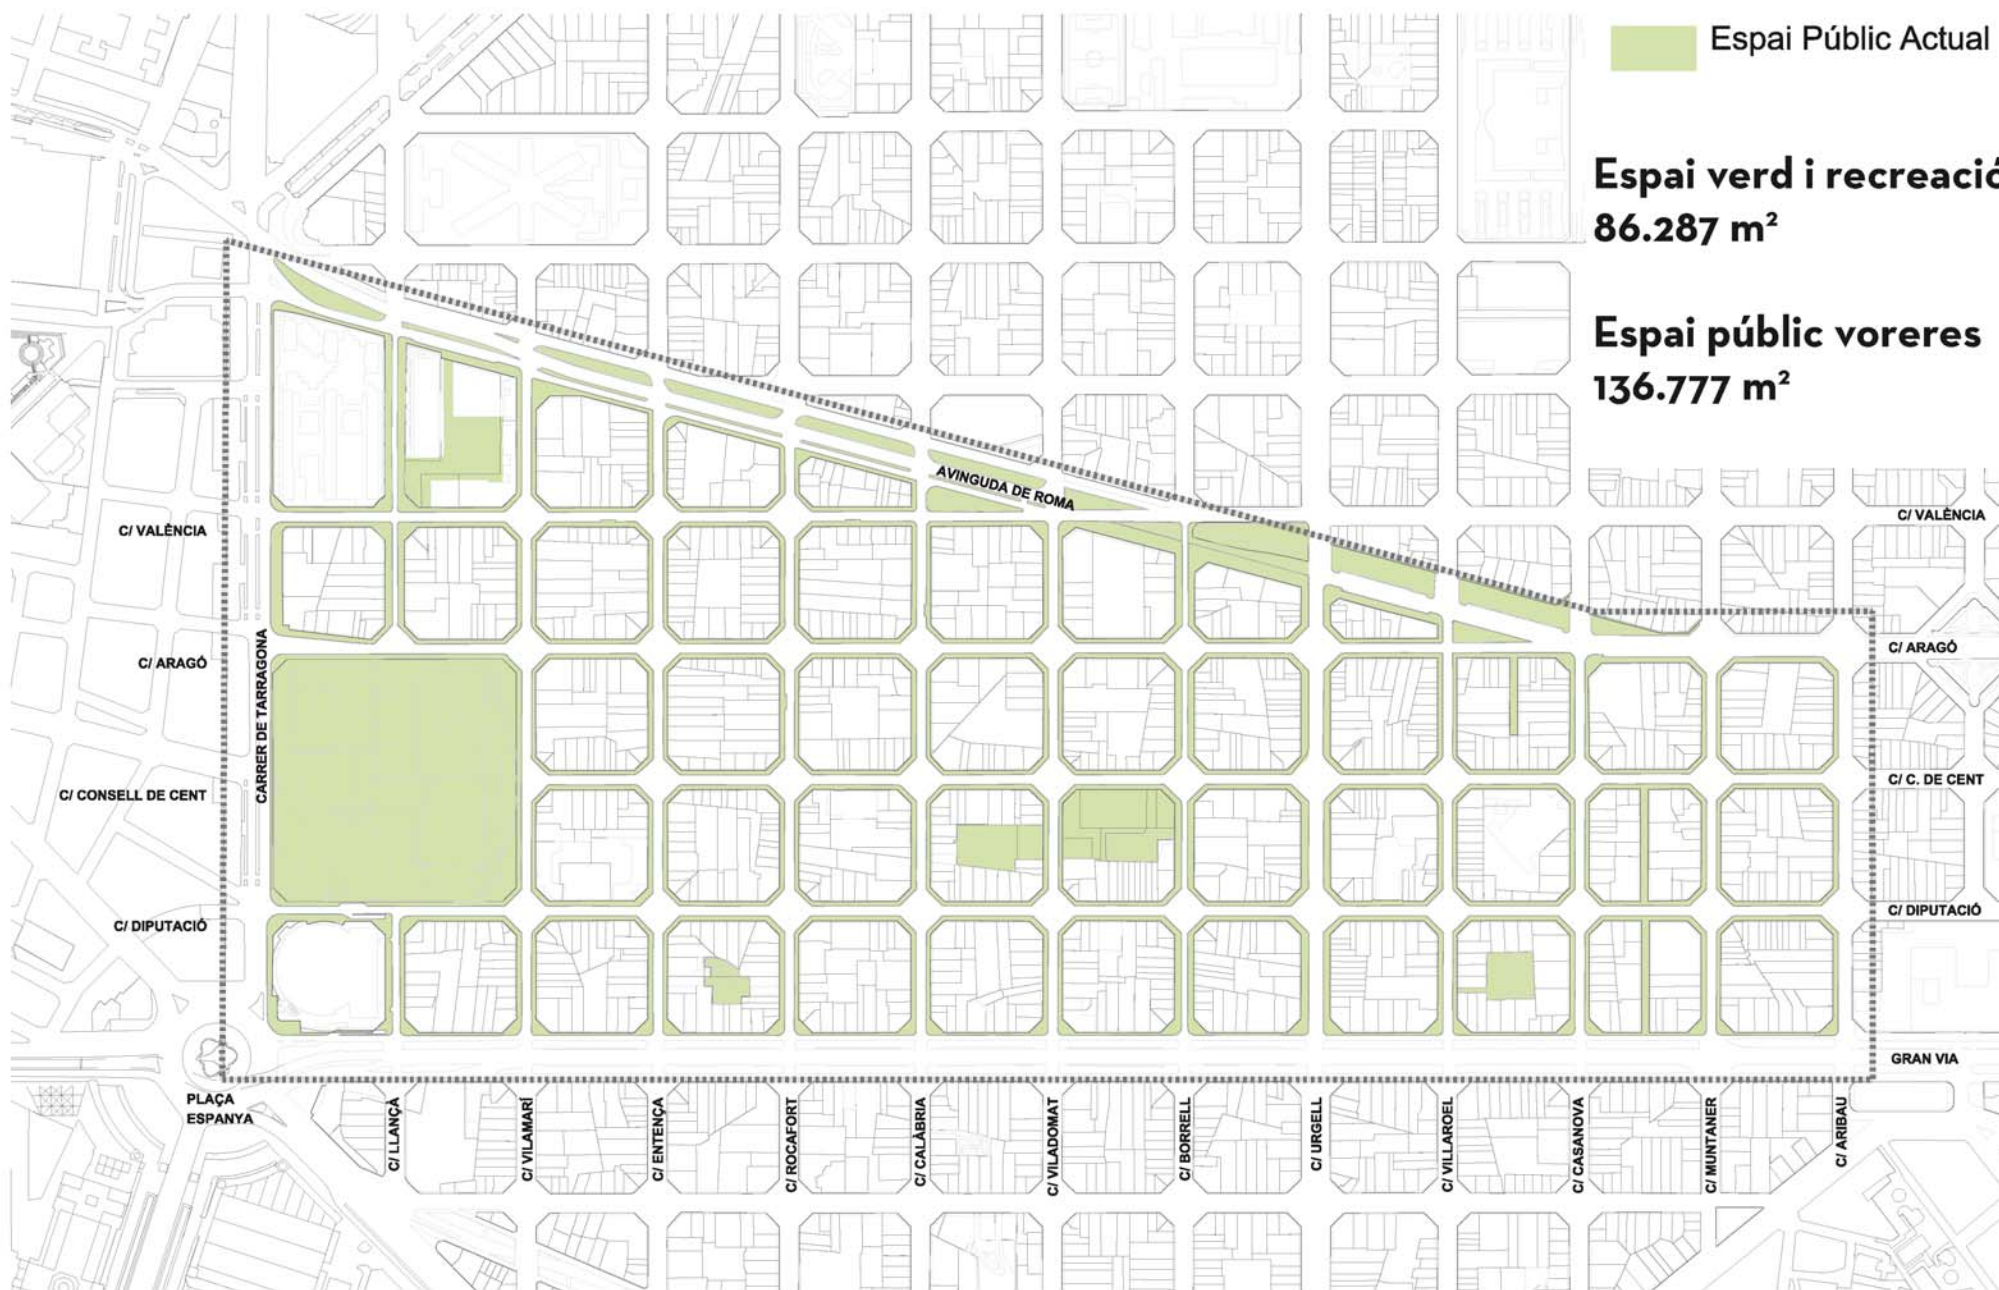 Espai Públic Actual
Espai verd i recreació
86.287 m²
Espai públic voreres
136.777 m²
AVINGUDA DE ROMA
C/ VALÈNCIA
C/ VALÈNCIA
C/ ARAGÓ
C/ ARAGÓ
CARRER DE TARRAGONA
C/ CONSELL DE CENT
C/ C. DE CENT
C/ DIPUTACIÓ
C/ DIPUTACIÓ
GRAN VIA
PLAÇA
ESPANYA
C/ LLANÇÀ
C/ VILAMARÍ
C/ ENTENÇA
C/ ROCAFORT
C/ CALÀBRIA
C/ VILADOMAT
C/ BORRELL
C/ URGELL
C/ VILLAROEL
C/ CASANOVA
C/ MUNTANER
C/ ARIBAU